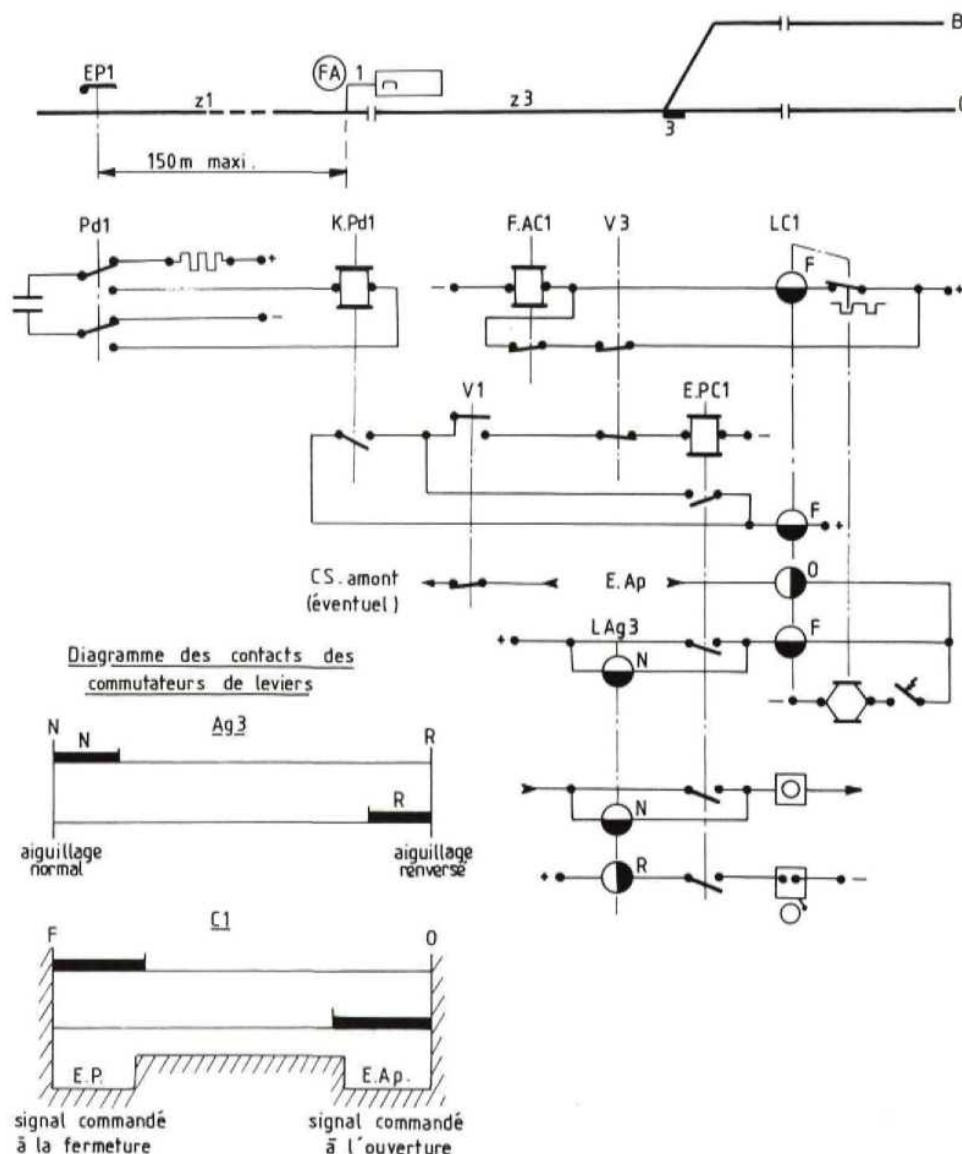 B
EP1
FA 1
z1
z3
3
150m maxi.
Pd1
K.Pd1
F.AC1
V3
LC1
F
+
-
-
+
V1
E.PC1
-
F
+
O
CS. amont
(éventuel)
E.Ap
+
LAg3
F
N
-
N
+
R
-
Diagramme des contacts des
commutateurs de leviers
Ag3
N
R
N
R
aiguillage
normal
aiguillage
renversé
C1
F
O
E.P.
E.Ap.
signal commandé
à la fermeture
signal commandé
à l'ouverture